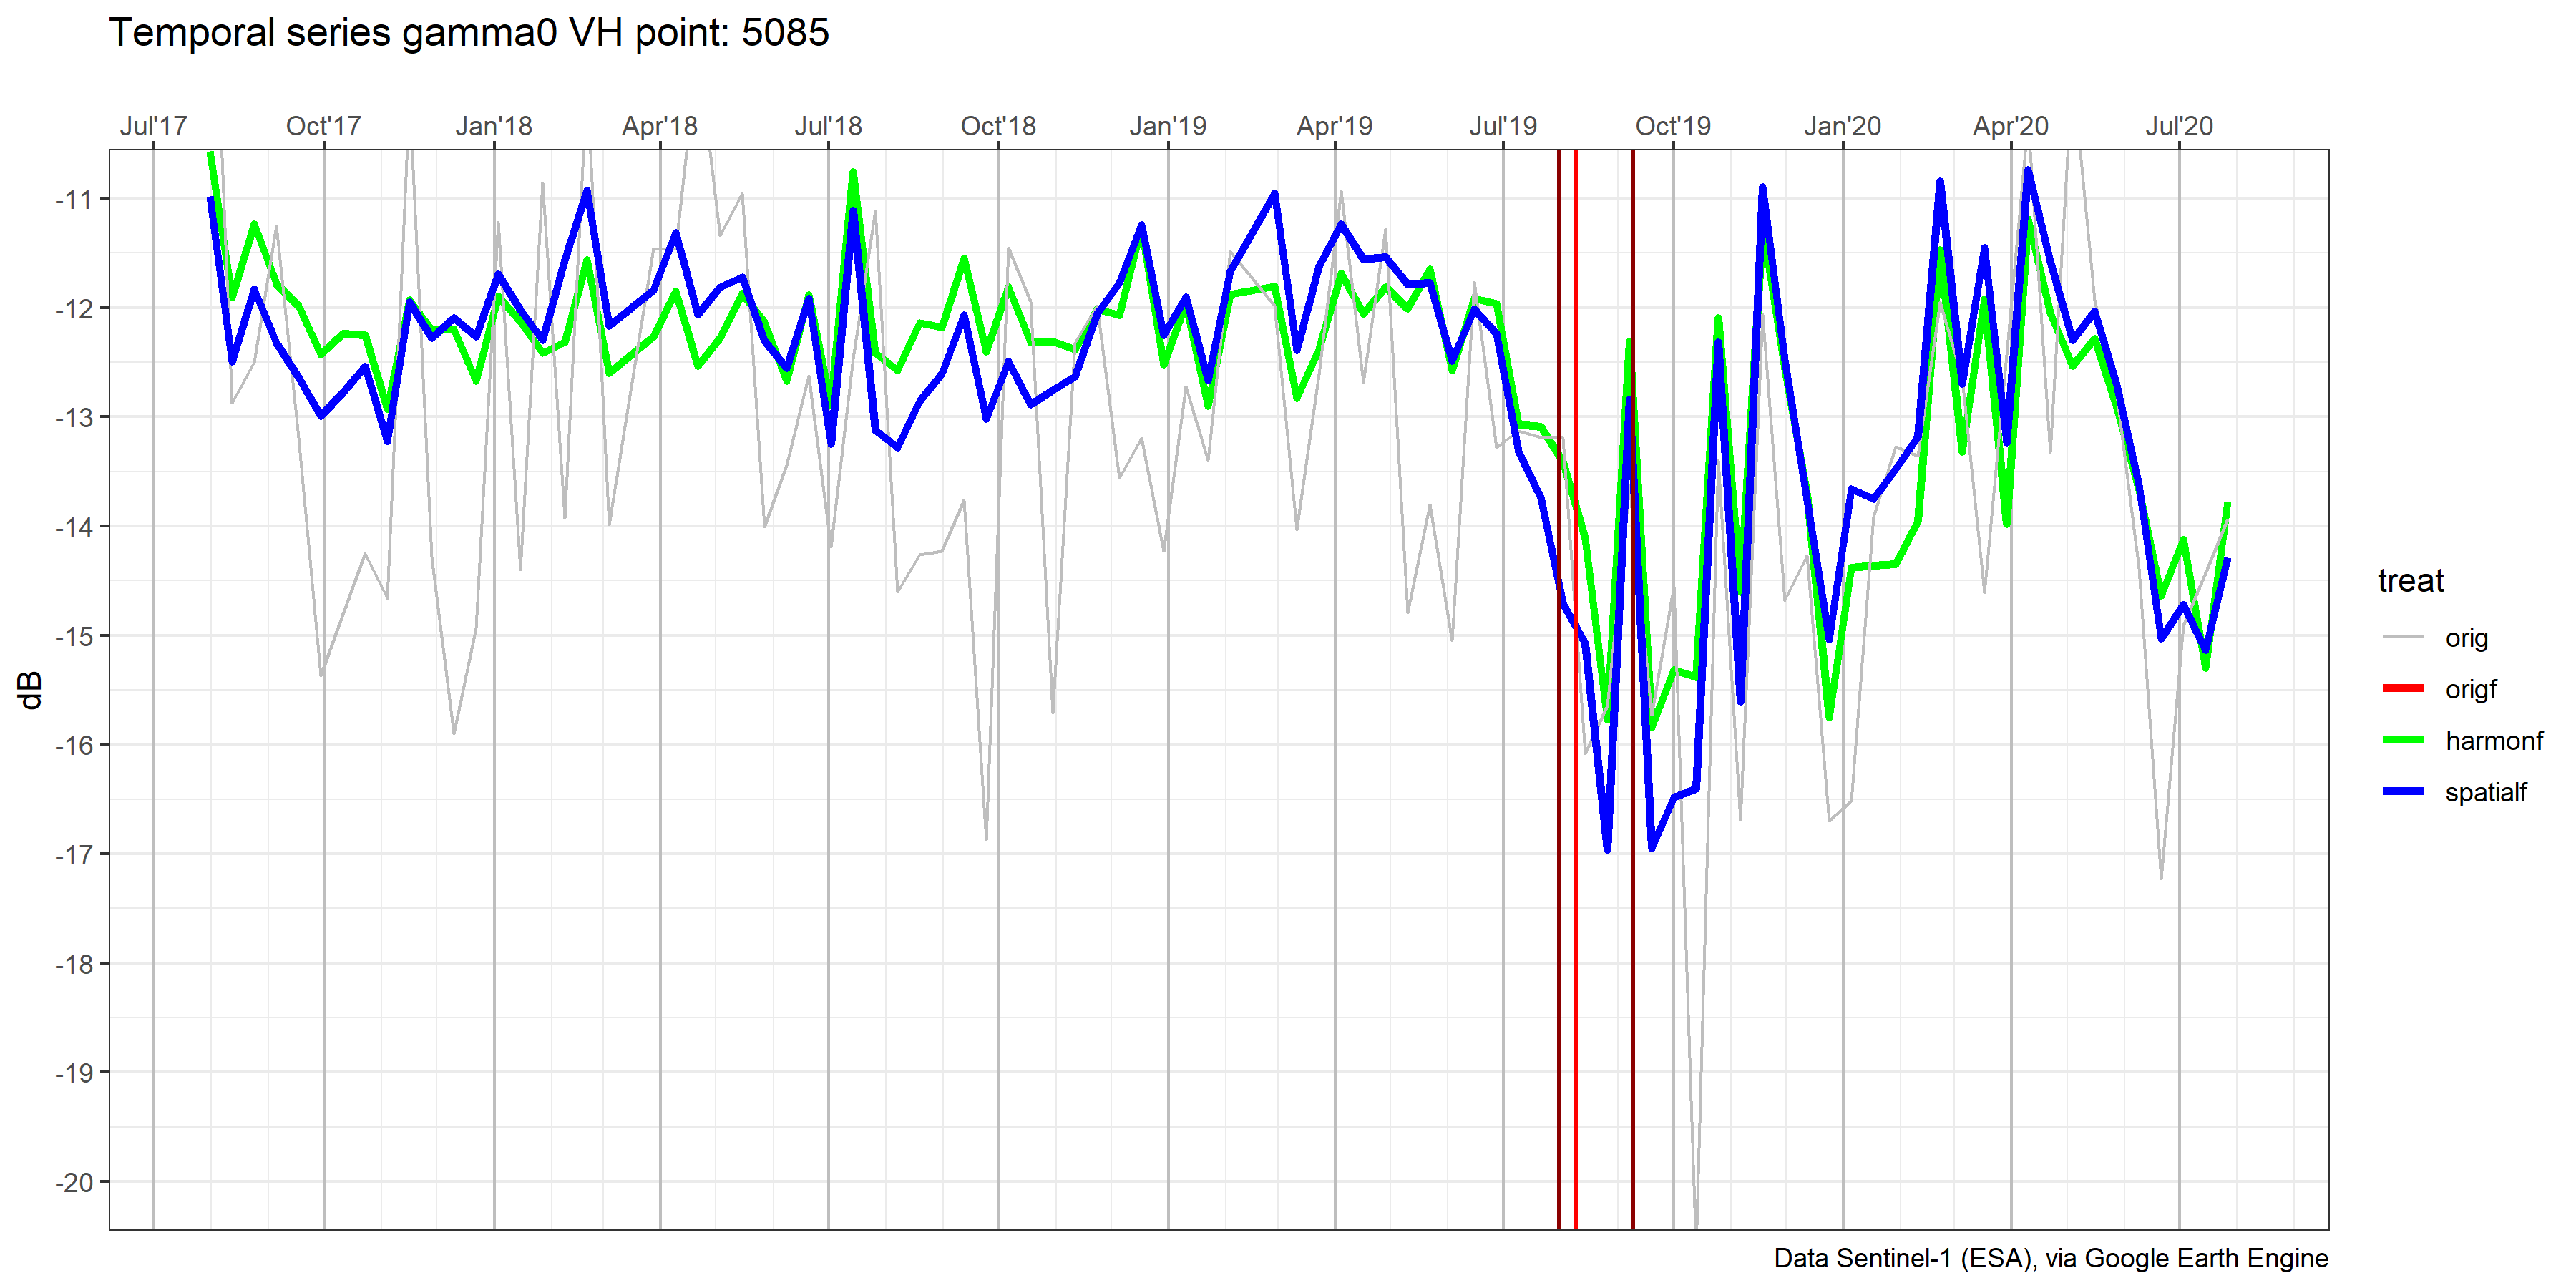 Temporal series gamma0 VH point: 5085
Jul'17 Oct'17 Jan'18 Apr'18 Jul'18 Oct'18 Jan'19 Apr'19 Jul'19 Oct'19 Jan'20 Apr'20 Jul'20
-11
-12
-13
-14
-15
-16
-17
-18
-19
-20
dB
treat
orig
origf
harmonf
spatialf
Data Sentinel-1 (ESA), via Google Earth Engine